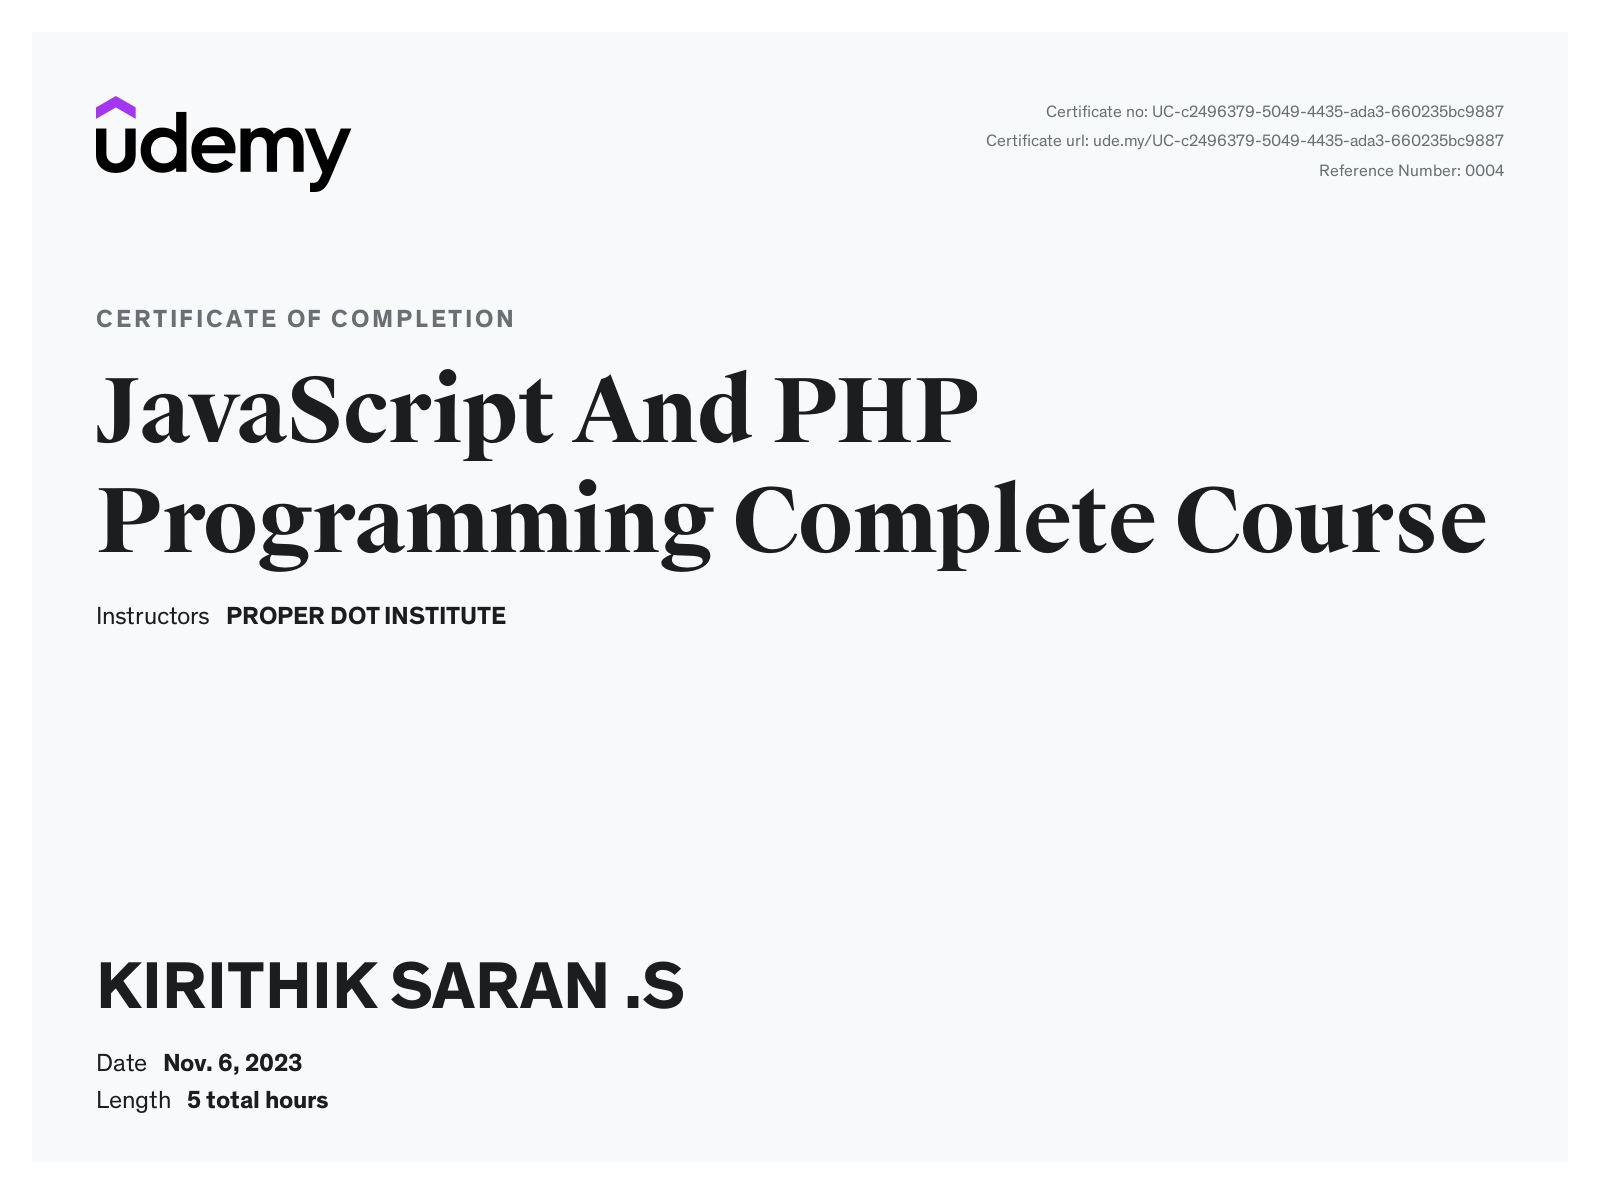 udemy
Certificate no: UC-c2496379-5049-4435-ada3-660235bc9887
Certificate url: ude.my/UC-c2496379-5049-4435-ada3-660235bc9887
Reference Number: 0004
CERTIFICATE OF COMPLETION
JavaScript And PHP
Programming Complete Course
Instructors PROPER DOT INSTITUTE
KIRITHIK SARAN .S
Date Nov. 6, 2023
Length 5 total hours